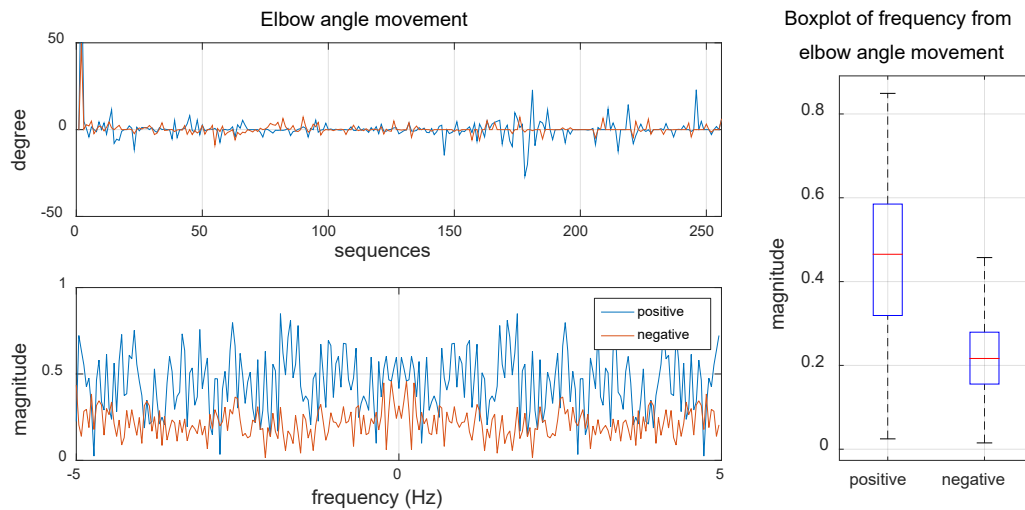 Elbow angle movement
50
0
-50
degree
0
50
100
150
200
250
sequences
1
0.5
0
magnitude
positive
negative
-5
0
5
frequency (Hz)
Boxplot of frequency from
elbow angle movement
0.8
0.6
0.4
0.2
0
magnitude
positive
negative